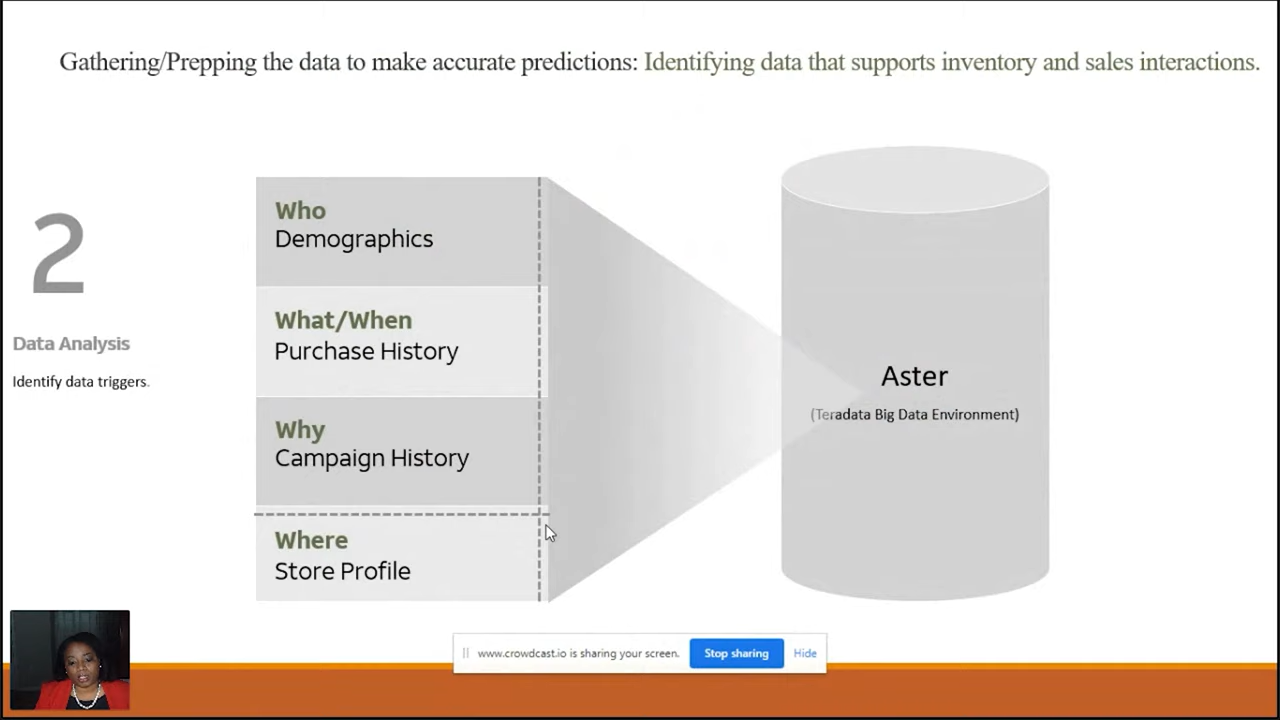 Gathering/Prepping the data to make accurate predictions: Identifying data that supports inventory and sales interactions.
2
Data Analysis
Identify data triggers.
Who
Demographics
What/When
Purchase History
Why
Campaign History
Where
Store Profile
Aster
(Teradata Big Data Environment)
www.crowdcast.io is sharing your screen.
Stop sharing
Hide